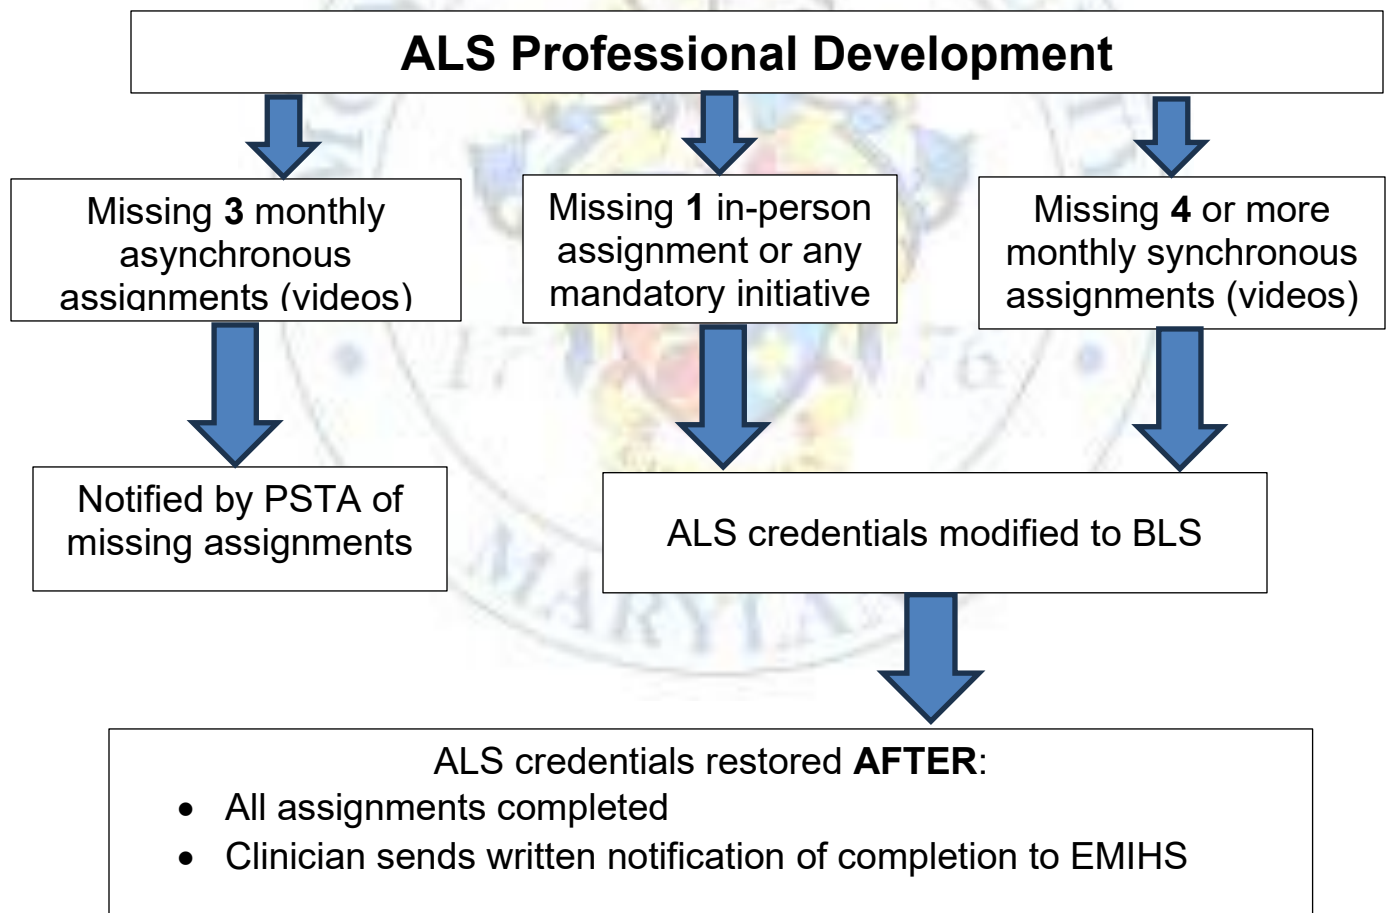 ALS Professional Development
Missing 3 monthly
asynchronous
assignments (videos)
Missing 1 in-person
assignment or any
mandatory initiative
Missing 4 or more
monthly synchronous
assignments (videos)
Notified by PSTA of
missing assignments
ALS credentials modified to BLS
ALS credentials restored AFTER:
• All assignments completed
• Clinician sends written notification of completion to EMIHS
17 76